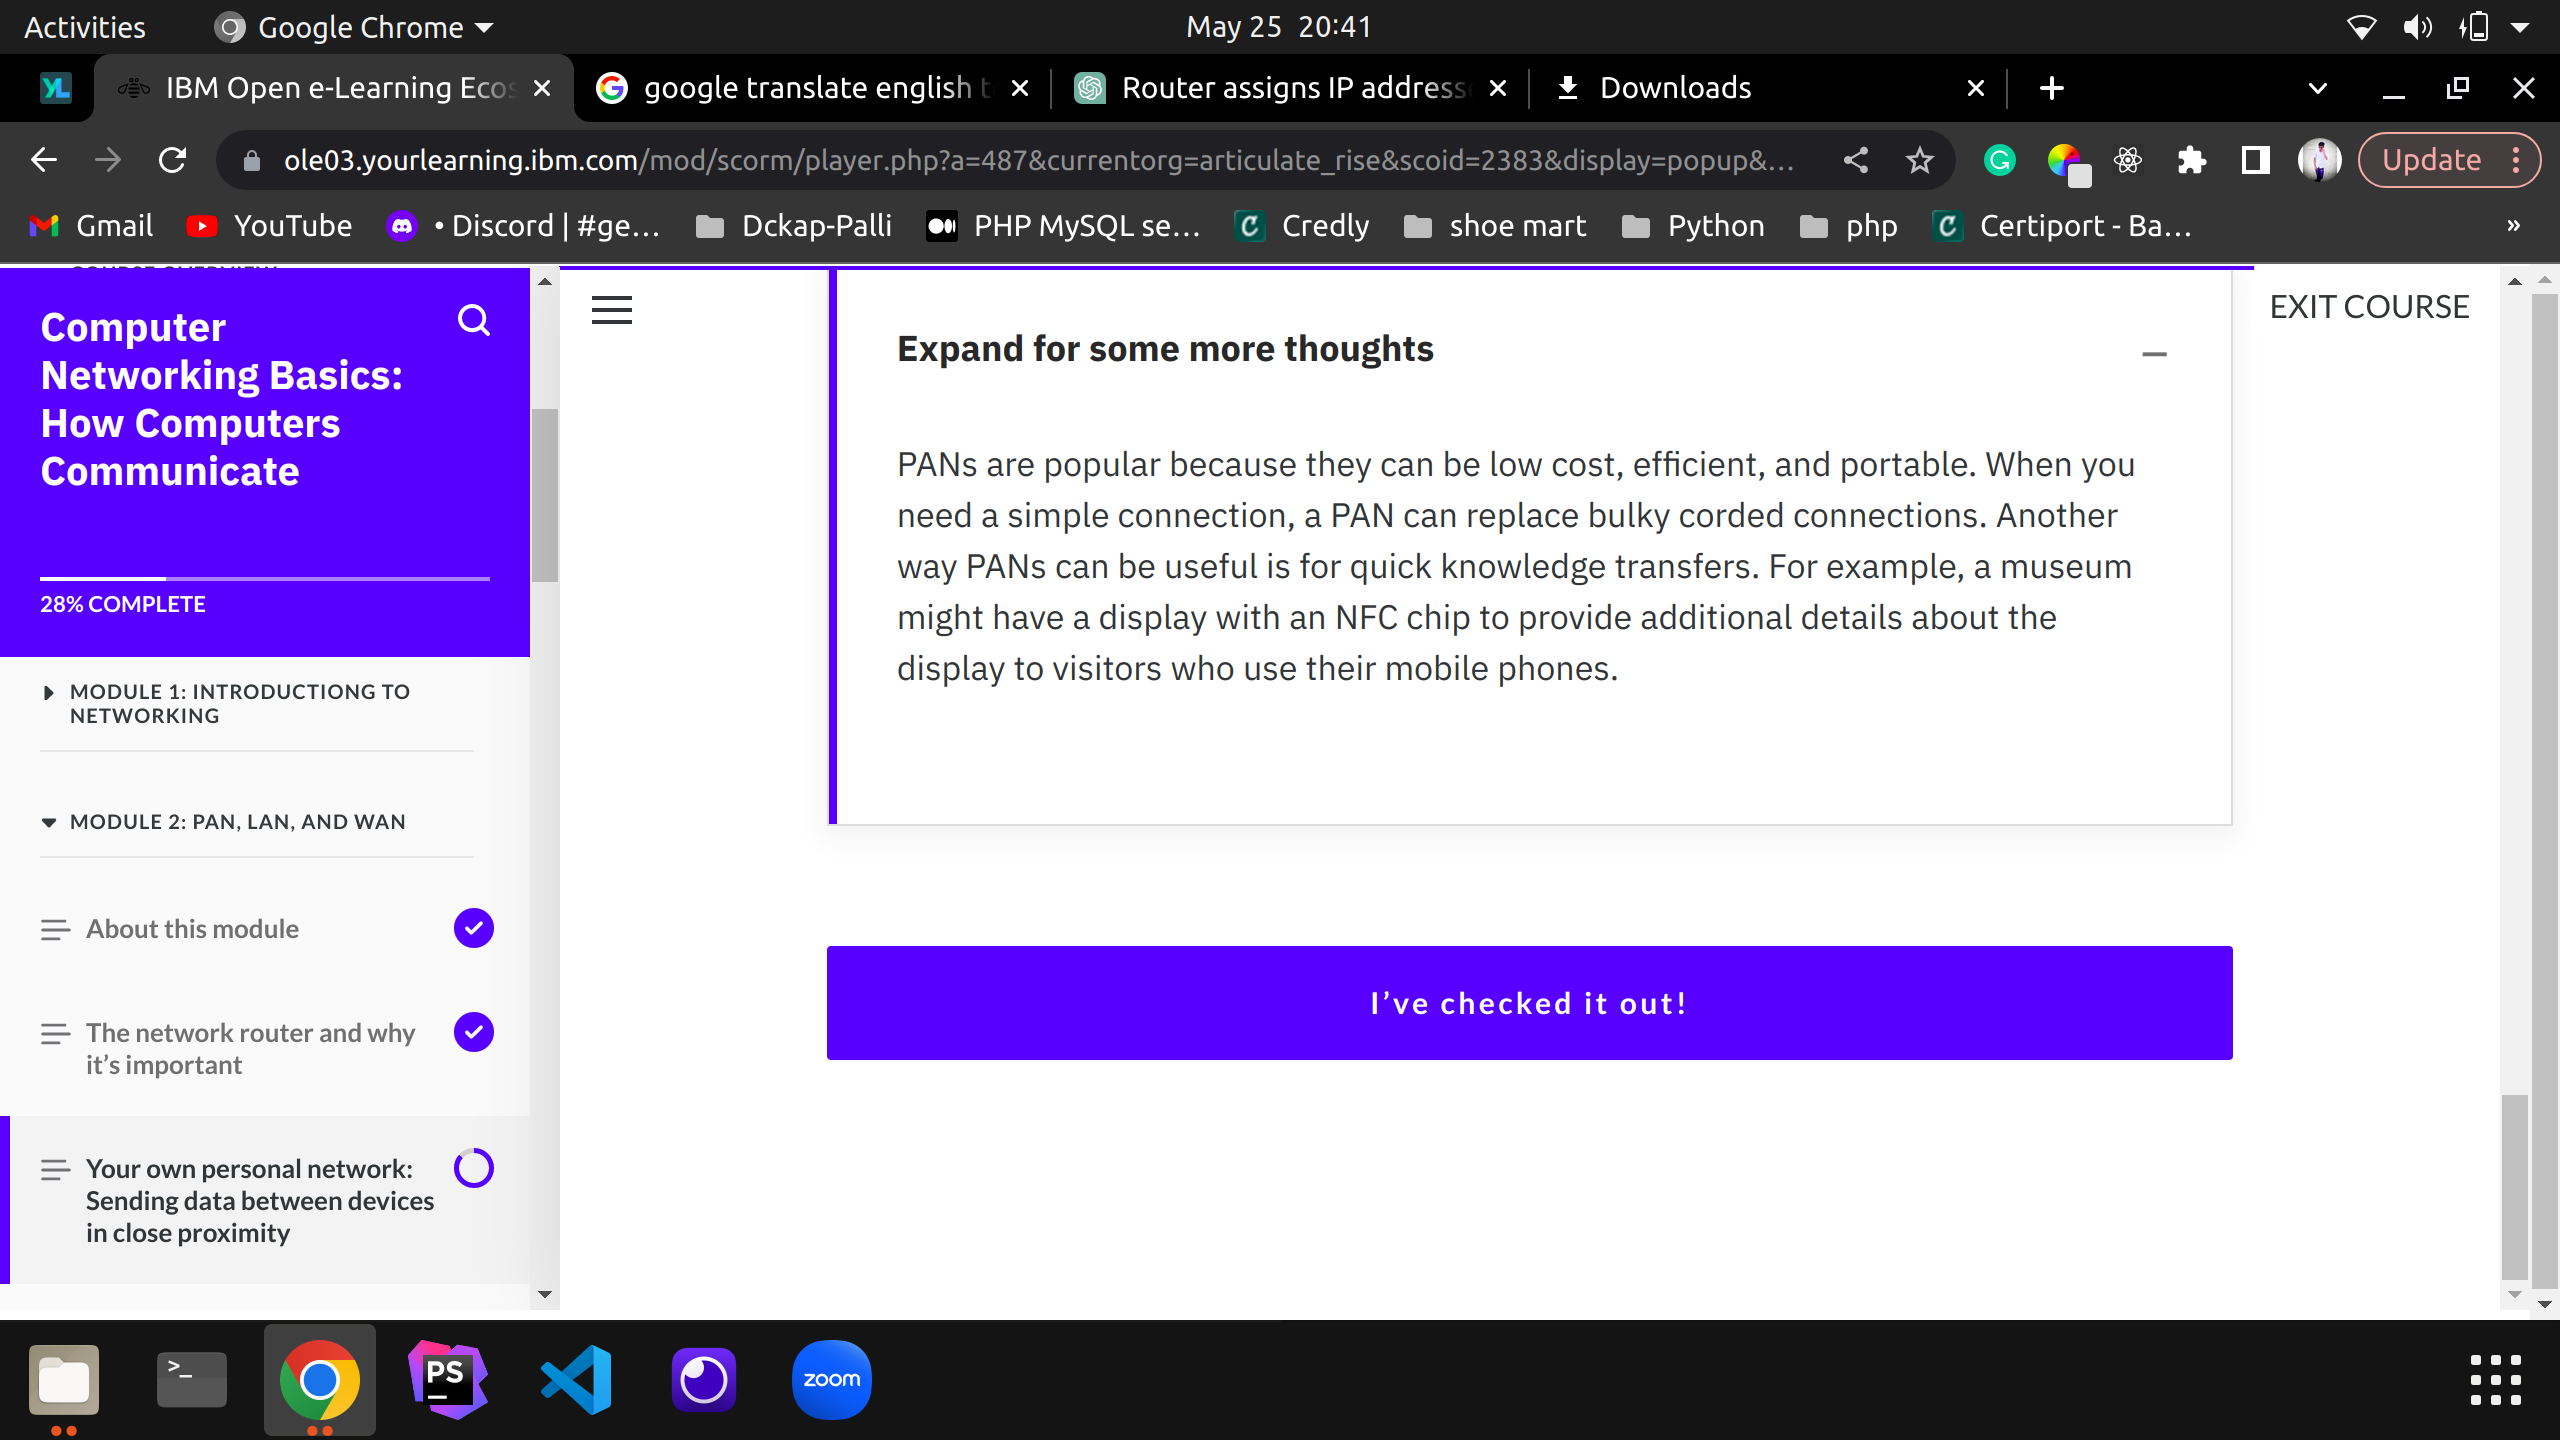 Activities
Google Chrome
May 25 20:41
IBM Open e-Learning Ecos
google translate english t
Router assigns IP addresse
Downloads
ole03.yourlearning.ibm.com/mod/scorm/player.php?a=487&currentorg=articulate_rise&scoid=2383&display=popup&...
Update
Gmail
YouTube
• Discord | #ge...
Dckap-Palli
PHP MySQL se...
Credly
shoe mart
Python
php
Certiport - Ba...
»
COURSE OVERVIEW
Computer
Networking Basics:
How Computers
Communicate
28% COMPLETE
MODULE 1: INTRODUCTIONG TO
NETWORKING
MODULE 2: PAN, LAN, AND WAN
About this module
The network router and why
it’s important
Your own personal network:
Sending data between devices
in close proximity
EXIT COURSE
Expand for some more thoughts
PANs are popular because they can be low cost, efficient, and portable. When you
need a simple connection, a PAN can replace bulky corded connections. Another
way PANs can be useful is for quick knowledge transfers. For example, a museum
might have a display with an NFC chip to provide additional details about the
display to visitors who use their mobile phones.
I’ve checked it out!
>_
PS
zoom